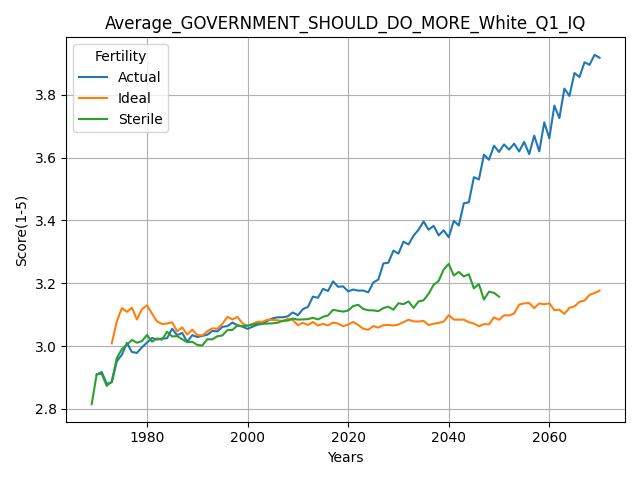 Average_GOVERNMENT_SHOULD_DO_MORE_White_Q1_IQ
Fertility
Actual
Ideal
Sterile
Score(1-5)
3.8
3.6
3.4
3.2
3.0
2.8
1980
2000
2020
2040
2060
Years